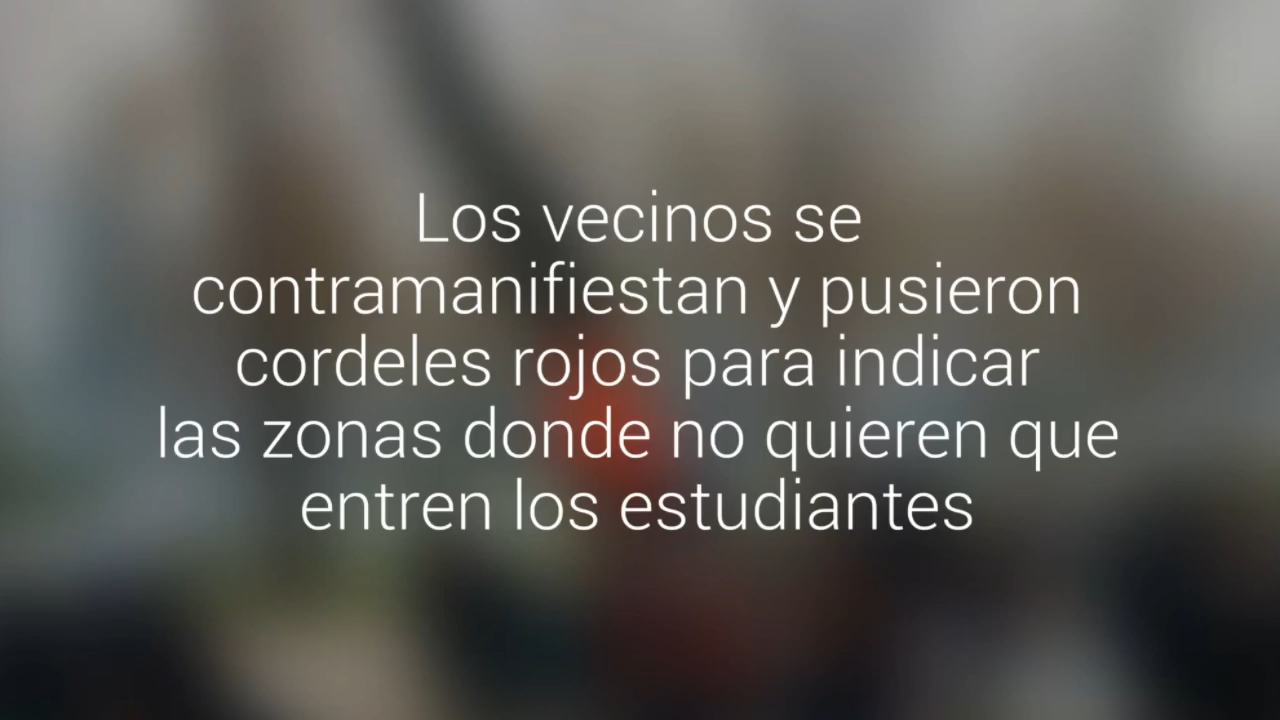 Los vecinos se
contramanifiestan y pusieron
cordeles rojos para indicar
las zonas donde no quieren que
entren los estudiantes